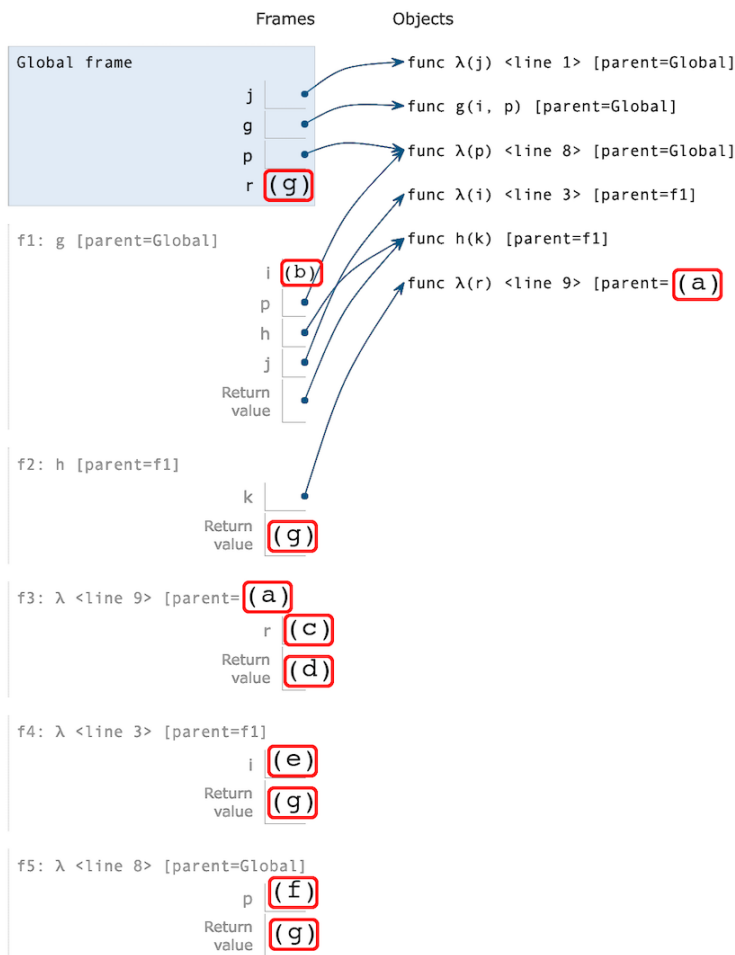 Frames Objects
Global frame
func λ(j) <line 1> [parent=Global]
j
func g(i, p) [parent=Global]
g
func λ(p) <line 8> [parent=Global]
p
r (g)
func λ(i) <line 3> [parent=f1]
f1: g [parent=Global]
func h(k) [parent=f1]
i (b)
func λ(r) <line 9> [parent= (a)
p
h
j
Return
value
f2: h [parent=f1]
k
Return
value (g)
f3: λ <line 9> [parent= (a)
r (c)
Return
value (d)
f4: λ <line 3> [parent=f1]
i (e)
Return
value (g)
f5: λ <line 8> [parent=Global]
p (f)
Return
value (g)